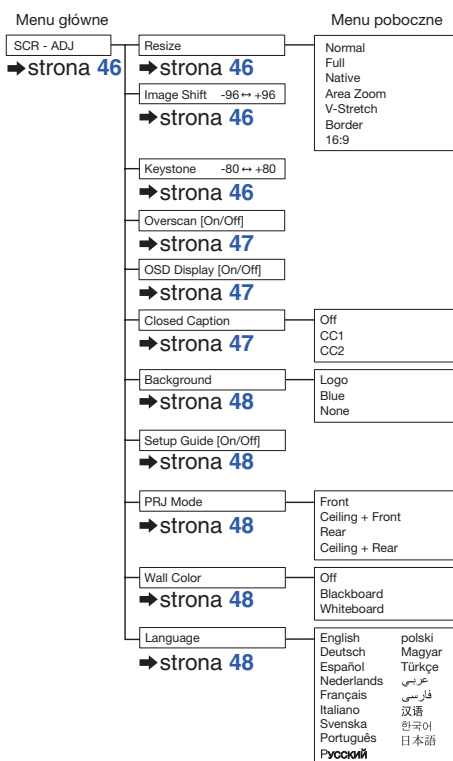 Menu główne
Menu poboczne
SCR - ADJ
➡strona 46
Resize
➡strona 46
Normal
Full
Native
Area Zoom
V-Stretch
Border
16:9
Image Shift -96↔+96
➡strona 46
Keystone -80↔+80
➡strona 46
Overscan [On/Off]
➡strona 47
OSD Display [On/Off]
➡strona 47
Closed Caption
➡strona 47
Off
CC1
CC2
Background
➡strona 48
Logo
Blue
None
Setup Guide [On/Off]
➡strona 48
PRJ Mode
➡strona 48
Front
Ceiling + Front
Rear
Ceiling + Rear
Wall Color
➡strona 48
Off
Blackboard
Whiteboard
Language
➡strona 48
English polski
Deutsch Magyar
Español Türkçe
Nederlands عربي
Français فارسی
Italiano 汉语
Svenska 한국어
Português 日本語
Русский